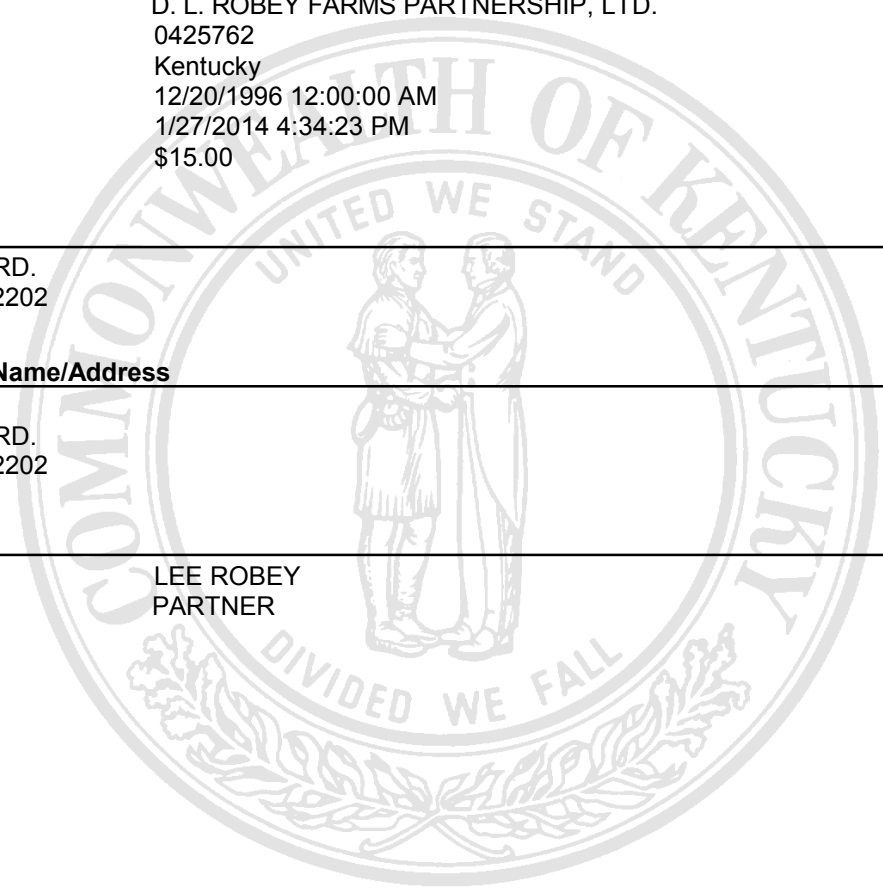 D. L. ROBEY FARMS PARTNERSHIP, LTD.
0425762
Kentucky
12/20/1996 12:00:00 AM
1/27/2014 4:34:23 PM
$15.00
COMMONWEALTH OF KENTUCKY
UNITED WE STAND
RD.
2202
Name/Address
RD.
2202
LEE ROBEY
PARTNER
DIVIDED WE FALL